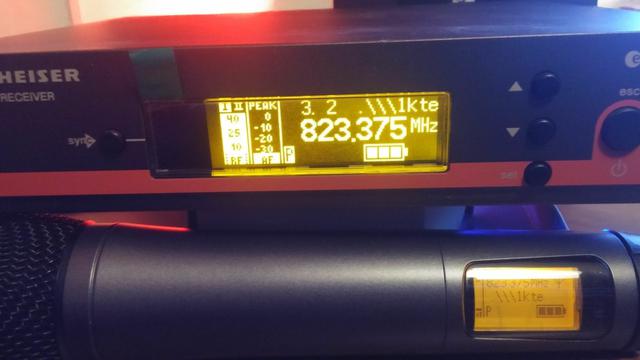 HEISER
RECEIVER
sync
I II PEAK
40 0
25 -10
10 -20
-30
RF AF
P
3. 2 .\\\1kte
823.375 MHz
esc
set
823.375MHz
.\\\1kte
P